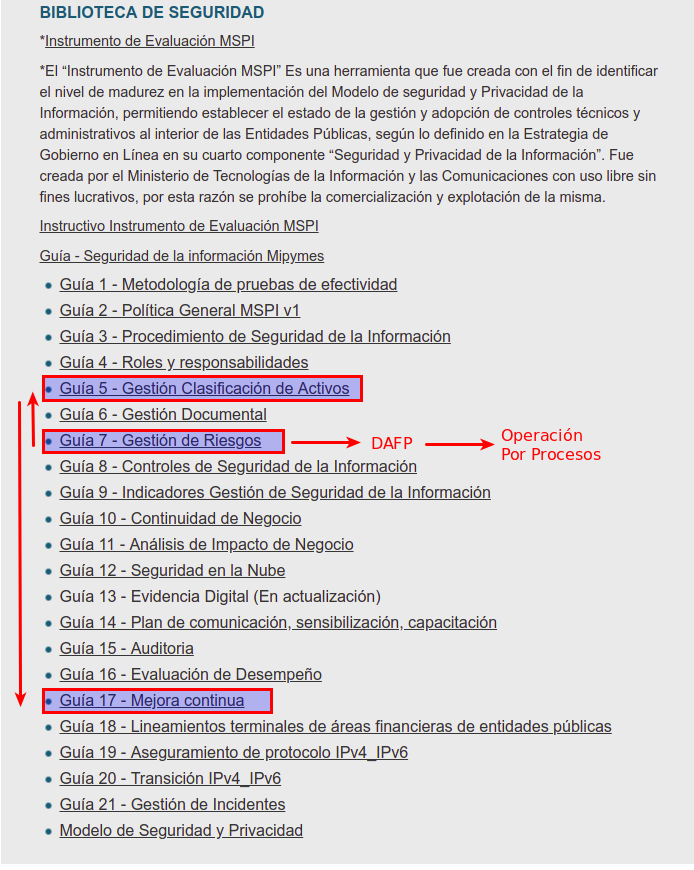 BIBLIOTECA DE SEGURIDAD
*Instrumento de Evaluación MSPI
*El “Instrumento de Evaluación MSPI” Es una herramienta que fue creada con el fin de identificar
el nivel de madurez en la implementación del Modelo de seguridad y Privacidad de la
Información, permitiendo establecer el estado de la gestión y adopción de controles técnicos y
administrativos al interior de las Entidades Públicas, según lo definido en la Estrategia de
Gobierno en Línea en su cuarto componente “Seguridad y Privacidad de la Información”. Fue
creada por el Ministerio de Tecnologías de la Información y las Comunicaciones con uso libre sin
fines lucrativos, por esta razón se prohíbe la comercialización y explotación de la misma.
Instructivo Instrumento de Evaluación MSPI
Guía - Seguridad de la información Mipymes
Guía 1 - Metodología de pruebas de efectividad
Guía 2 - Política General MSPI v1
Guía 3 - Procedimiento de Seguridad de la Información
Guía 4 - Roles y responsabilidades
Guía 5 - Gestión Clasificación de Activos
Guía 6 - Gestión Documental
Guía 7 - Gestión de Riesgos
DAFP
Operación
Por Procesos
Guía 8 - Controles de Seguridad de la Información
Guía 9 - Indicadores Gestión de Seguridad de la Información
Guía 10 - Continuidad de Negocio
Guía 11 - Análisis de Impacto de Negocio
Guía 12 - Seguridad en la Nube
Guía 13 - Evidencia Digital (En actualización)
Guía 14 - Plan de comunicación, sensibilización, capacitación
Guía 15 - Auditoria
Guía 16 - Evaluación de Desempeño
Guía 17 - Mejora continua
Guía 18 - Lineamientos terminales de áreas financieras de entidades públicas
Guía 19 - Aseguramiento de protocolo IPv4_IPv6
Guía 20 - Transición IPv4_IPv6
Guía 21 - Gestión de Incidentes
Modelo de Seguridad y Privacidad